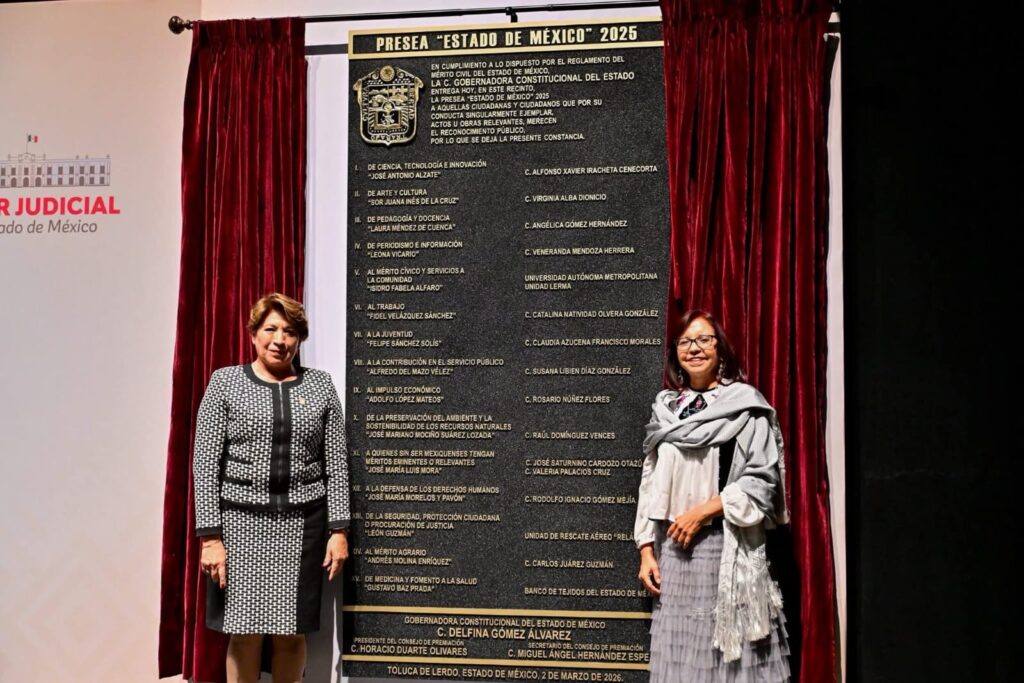 R JUDICIAL
ado de México
PRESEA "ESTADO DE MÉXICO" 2025
EN CUMPLIMIENTO A LO DISPUESTO POR EL REGLAMENTO DEL
MÉRITO CIVIL DEL ESTADO DE MÉXICO,
LA C. GOBERNADORA CONSTITUCIONAL DEL ESTADO
ENTREGA HOY, EN ESTE RECINTO,
LA PRESEA "ESTADO DE MÉXICO" 2025
A AQUELLAS CIUDADANAS Y CIUDADANOS QUE POR SU
CONDUCTA SINGULARMENTE EJEMPLAR,
ACTOS U OBRAS RELEVANTES, MERECEN
EL RECONOCIMIENTO PÚBLICO,
POR LO QUE SE DEJA LA PRESENTE CONSTANCIA.
I. DE CIENCIA, TECNOLOGÍA E INNOVACIÓN
"JOSÉ ANTONIO ALZATE"
C. ALFONSO XAVIER IRACHETA CENECORTA
II. DE ARTE Y CULTURA
"SOR JUANA INÉS DE LA CRUZ"
C. VIRGINIA ALBA DIONICIO
III. DE PEDAGOGÍA Y DOCENCIA
"LAURA MÉNDEZ DE CUENCA"
C. ANGÉLICA GÓMEZ HERNÁNDEZ
IV. DE PERIODISMO E INFORMACIÓN
"LEONA VICARIO"
C. VENERANDA MENDOZA HERRERA
V. AL MÉRITO CÍVICO Y SERVICIOS A
LA COMUNIDAD
"ISIDRO FABELA ALFARO"
UNIVERSIDAD AUTÓNOMA METROPOLITANA
UNIDAD LERMA
VI. AL TRABAJO
"FIDEL VELÁZQUEZ SÁNCHEZ"
C. CATALINA NATIVIDAD OLVERA GONZÁLEZ
VII. A LA JUVENTUD
"FELIPE SÁNCHEZ SOLÍS"
C. CLAUDIA AZUCENA FRANCISCO MORALES
VIII. A LA CONTRIBUCIÓN EN EL SERVICIO PÚBLICO
"ALFREDO DEL MAZO VÉLEZ"
C. SUSANA LIBIEN DÍAZ GONZÁLEZ
IX. AL IMPULSO ECONÓMICO
"ADOLFO LÓPEZ MATEOS"
C. ROSARIO NÚÑEZ FLORES
X. DE LA PRESERVACIÓN DEL AMBIENTE Y LA
SOSTENIBILIDAD DE LOS RECURSOS NATURALES
"JOSÉ MARIANO MOCIÑO SUÁREZ LOZADA"
C. RAÚL DOMÍNGUEZ VENCES
XI. A QUIENES SIN SER MEXIQUENSES TENGAN
MÉRITOS EMINENTES O RELEVANTES
"JOSÉ MARÍA LUIS MORA"
C. JOSÉ SATURNINO CARDOZO OTAZÚ
C. VALERIA PALACIOS CRUZ
XII. A LA DEFENSA DE LOS DERECHOS HUMANOS
"JOSÉ MARÍA MORELOS Y PAVÓN"
C. RODOLFO IGNACIO GÓMEZ MEJÍA
XIII. DE LA SEGURIDAD, PROTECCIÓN CIUDADANA
O PROCURACIÓN DE JUSTICIA
"LEÓN GUZMÁN"
UNIDAD DE RESCATE AÉREO "RELÁ
XIV. AL MÉRITO AGRARIO
"ANDRÉS MOLINA ENRÍQUEZ"
C. CARLOS JUÁREZ GUZMÁN
XV. DE MEDICINA Y FOMENTO A LA SALUD
"GUSTAVO BAZ PRADA"
BANCO DE TEJIDOS DEL ESTADO DE MÉ
GOBERNADORA CONSTITUCIONAL DEL ESTADO DE MÉXICO
C. DELFINA GÓMEZ ÁLVAREZ
PRESIDENTE DEL CONSEJO DE PREMIACIÓN
C. HORACIO DUARTE OLIVARES
SECRETARIO DEL CONSEJO DE PREMIACIÓN
C. MIGUEL ÁNGEL HERNÁNDEZ ESPE
TOLUCA DE LERDO, ESTADO DE MÉXICO, 2 DE MARZO DE 2026.